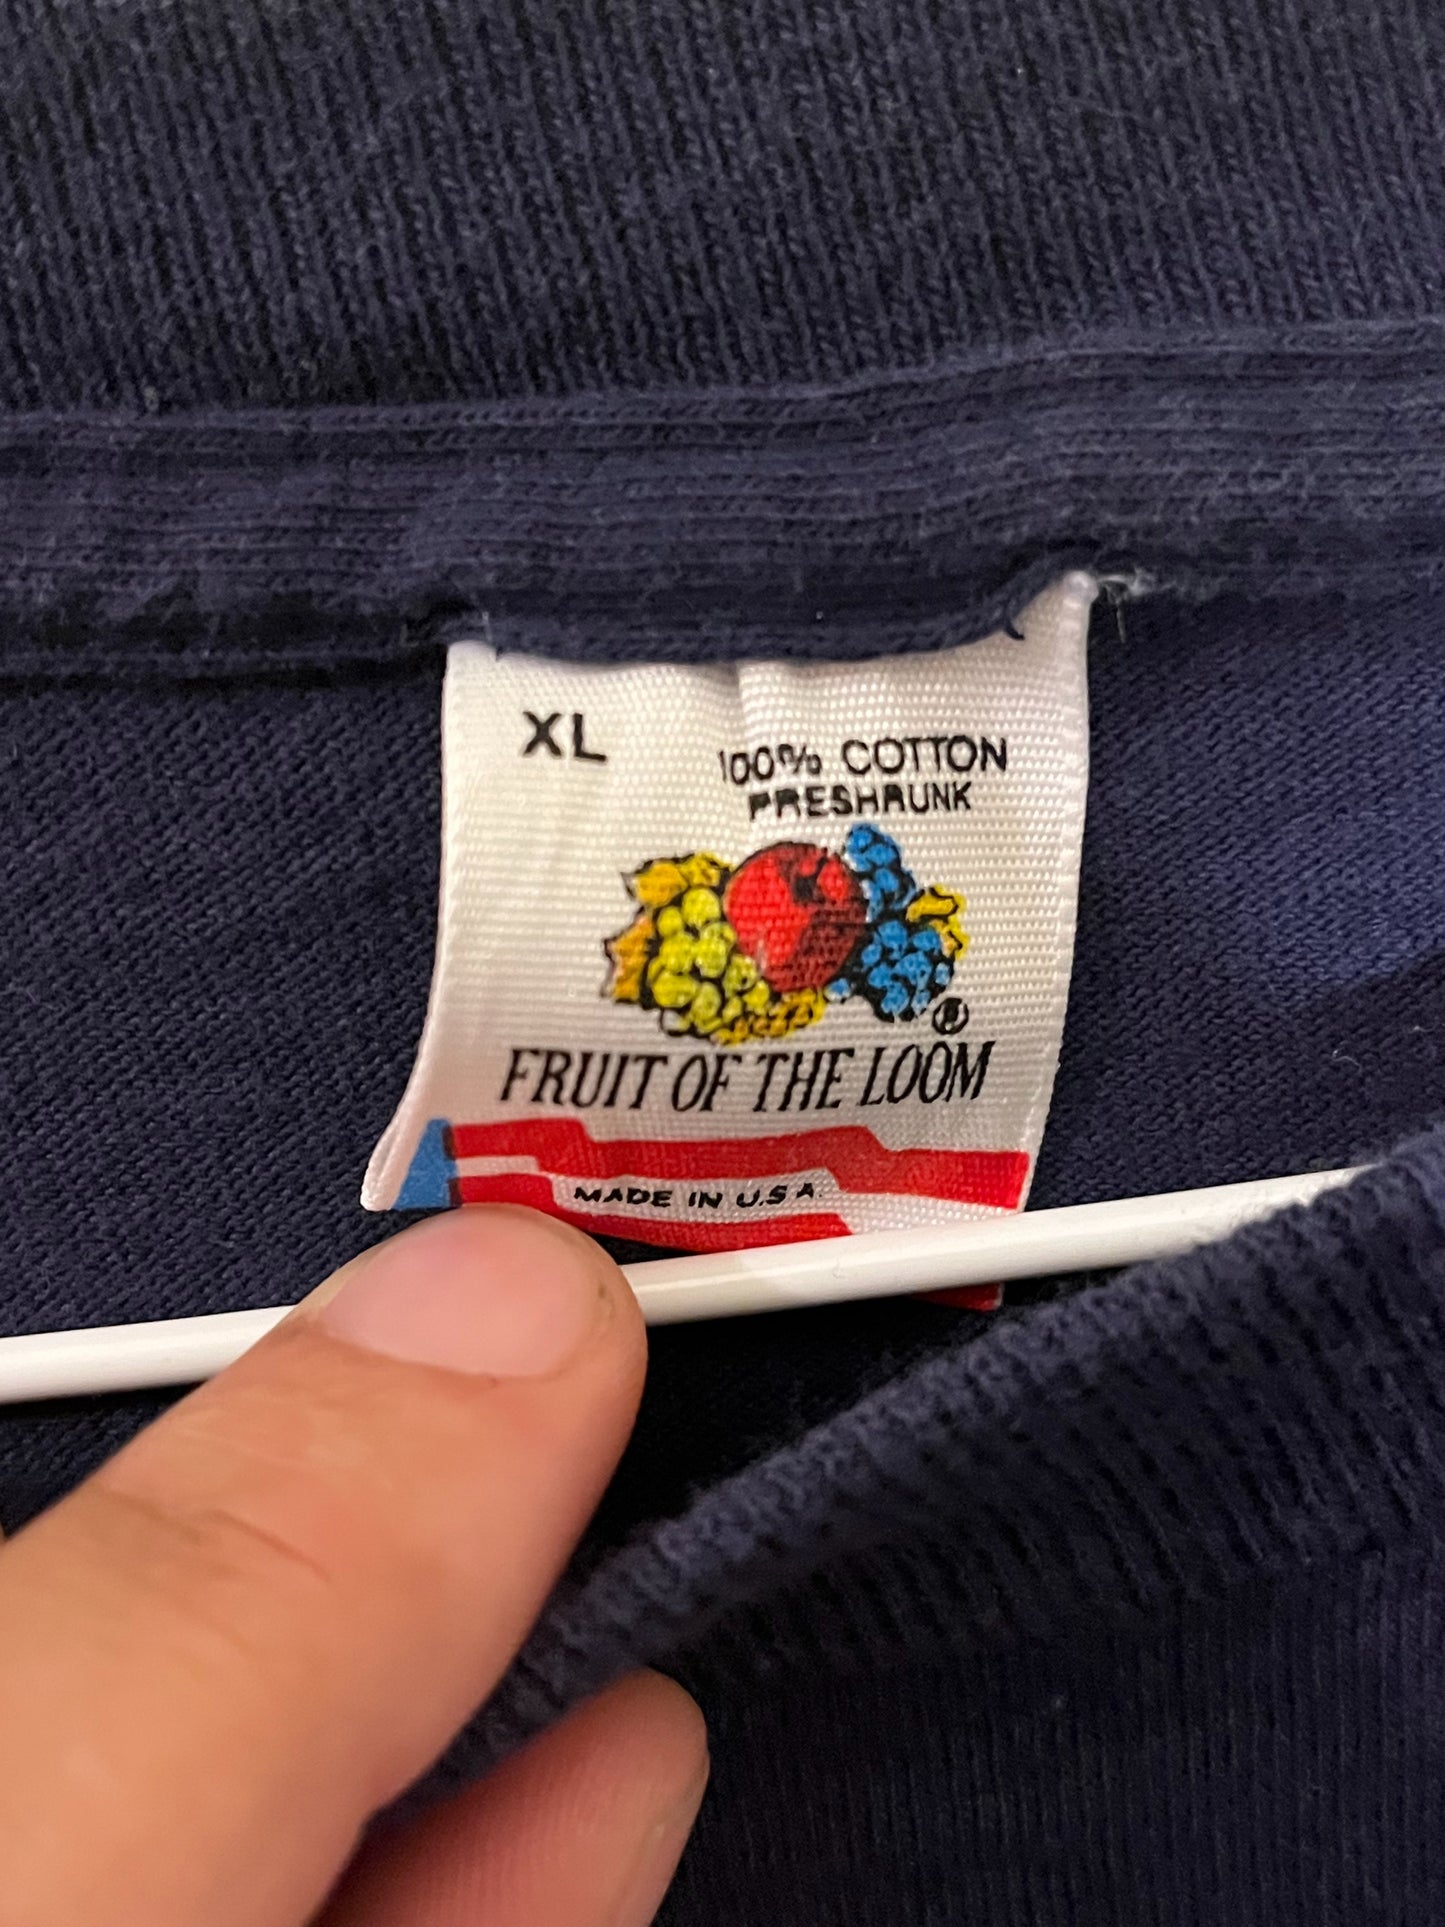 XL
100% COTTON
PRESHRUNK
®
FRUIT OF THE LOOM
MADE IN U.S.A.